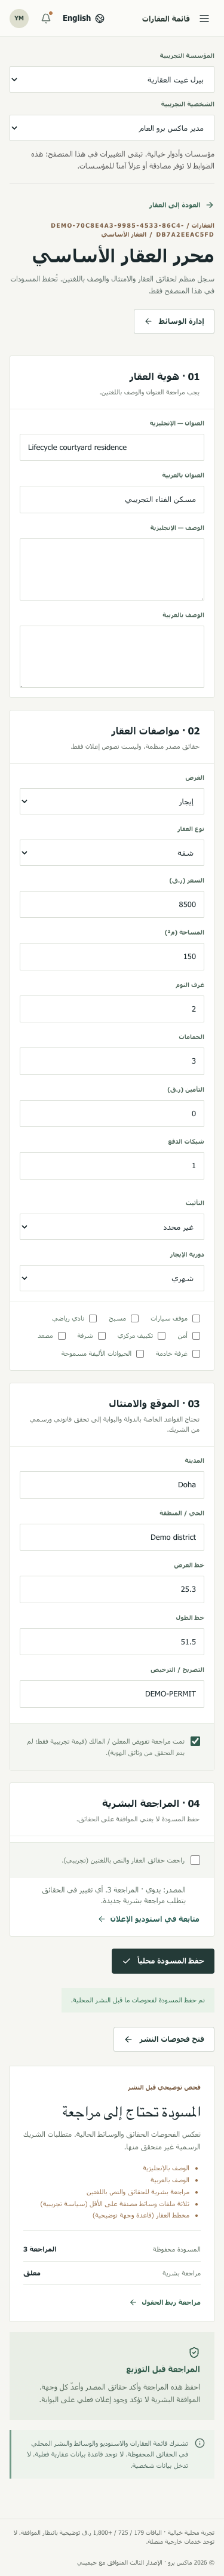 قائمة العقارات
English
YM
المؤسسة التجريبية
بيرل غيت العقارية
الشخصية التجريبية
مدير ماكس برو العام
مؤسسات وأدوار خيالية. تبقى التغييرات في هذا المتصفح؛ هذه
الواجهة لا توفر مصادقة أو عزلاً آمناً للمؤسسات.
العودة إلى العقار
العقارات / DEMO-70C8E4A3-9985-4533-86C4-
DB7A2EEAC5FD / العقار الأساسي
محرر العقار الأساسي
سجل منظم لحقائق العقار والامتثال والوصف باللغتين. تُحفظ المسودات
في هذا المتصفح فقط.
إدارة الوسائط
01 · هوية العقار
يجب مراجعة العنوان والوصف باللغتين.
العنوان — الإنجليزية
Lifecycle courtyard residence
العنوان بالعربية
مسكن الفناء التجريبي
الوصف — الإنجليزية
الوصف بالعربية
02 · مواصفات العقار
حقائق مصدر منظمة، وليست نصوص إعلان فقط.
الغرض
إيجار
نوع العقار
شقة
السعر (ر.ق)
8500
المساحة (م²)
150
غرف النوم
2
الحمامات
3
التأمين (ر.ق)
0
شيكات الدفع
1
التأثيث
غير محدد
دورية الإيجار
شهري
موقف سيارات
مسبح
نادي رياضي
أمن
تكييف مركزي
شرفة
مصعد
غرفة خادمة
الحيوانات الأليفة مسموحة
03 · الموقع والامتثال
تحتاج القواعد الخاصة بالدولة والبوابة إلى تحقق قانوني ورسمي
من الشريك.
المدينة
Doha
الحي / المنطقة
Demo district
خط العرض
25.3
خط الطول
51.5
التصريح / الترخيص
DEMO-PERMIT
تمت مراجعة تفويض المعلن / المالك (قيمة تجريبية فقط؛ لم
يتم التحقق من وثائق الهوية).
04 · المراجعة البشرية
حفظ المسودة لا يعني الموافقة على الحقائق.
راجعت حقائق العقار والنص باللغتين (تجريبي).
المصدر: يدوي · المراجعة 3. أي تغيير في الحقائق
يتطلب مراجعة بشرية جديدة.
متابعة في استوديو الإعلان
حفظ المسودة محلياً
تم حفظ المسودة لفحوصات ما قبل النشر المحلية.
فتح فحوصات النشر
فحص توضيحي قبل النشر
المسودة تحتاج إلى مراجعة
تعكس الفحوصات حقائق العقار والوسائط الحالية. متطلبات الشريك
الرسمية غير متحقق منها.
الوصف بالإنجليزية
الوصف بالعربية
مراجعة بشرية للحقائق والنص باللغتين
ثلاثة ملفات وسائط مصنفة على الأقل (سياسة تجريبية)
مخطط العقار (قاعدة وجهة توضيحية)
المسودة محفوظة
المراجعة 3
مراجعة بشرية
معلق
مراجعة ربط الحقول
المراجعة قبل التوزيع
احفظ هذه المراجعة وأكد حقائق المصدر وأعدّ كل وجهة.
الموافقة البشرية لا تؤكد وجود إعلان فعلي على البوابة.
تشترك قائمة العقارات والاستوديو والوسائط والنشر المحلي
في الحقائق المحفوظة. لا توجد قاعدة بيانات عقارية فعلية. لا
تدخل بيانات شخصية.
تجربة محلية خيالية · الباقات 179 / 725 / +1,800 ر.ق توضيحية بانتظار الموافقة. لا
توجد خدمات خارجية متصلة.
© 2026 ماكس برو · الإصدار الثالث المتوافق مع جيميني